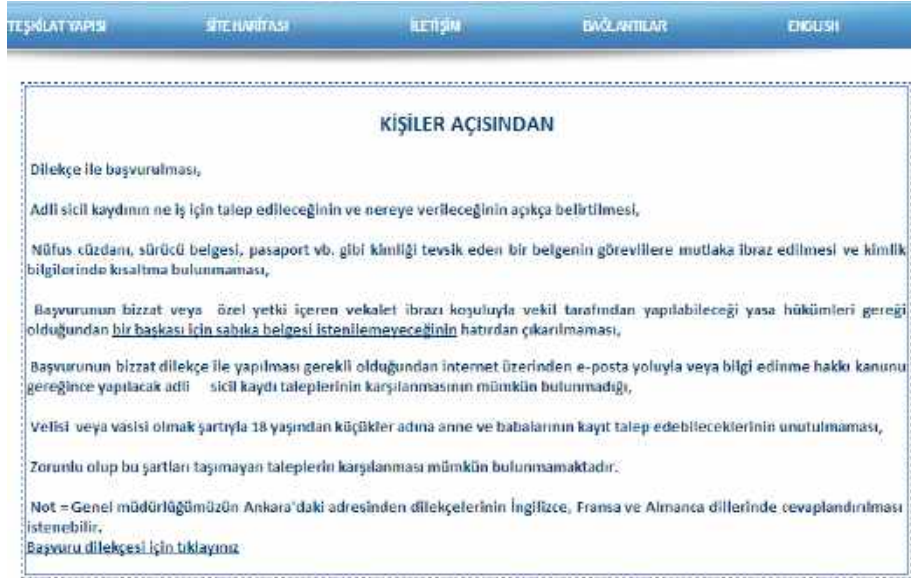 TEŞKİLAT YAPISI SİTE HARİTASI İLETİŞİM BAĞLANTILAR ENGLISH
KİŞİLER AÇISINDAN
Dilekçe ile başvurulması,
Adli sicil kaydının ne iş için talep edileceğinin ve nereye verileceğinin açıkça belirtilmesi,
Nüfus cüzdanı, sürücü belgesi, pasaport vb. gibi kimliği tevsik eden bir belgenin görevlilere mutlaka ibraz edilmesi ve kimlik
bilgilerinde kısaltma bulunmaması,
Başvurunun bizzat veya özel yetki içeren vekalet ibrazı koşuluyla vekil tarafından yapılabileceği yasa hükümleri gereği
olduğundan bir başkası için sabıka belgesi istenilemeyeceğinin hatırdan çıkarılmaması,
Başvurunun bizzat dilekçe ile yapılması gerekli olduğundan internet üzerinden e-posta yoluyla veya bilgi edinme hakkı kanunu
gereğince yapılacak adli sicil kaydı taleplerinin karşılanmasının mümkün bulunmadığı,
Velisi veya vasisi olmak şartıyla 18 yaşından küçükler adına anne ve babalarının kayıt talep edebileceklerinin unutulmaması,
Zorunlu olup bu şartları taşımayan taleplerin karşılanması mümkün bulunmamaktadır.
Not = Genel müdürlüğümüzün Ankara'daki adresinden dilekçelerinin İngilizce, Fransa ve Almanca dillerinde cevaplandırılması
istenebilir.
Başvuru dilekçesi için tıklayınız